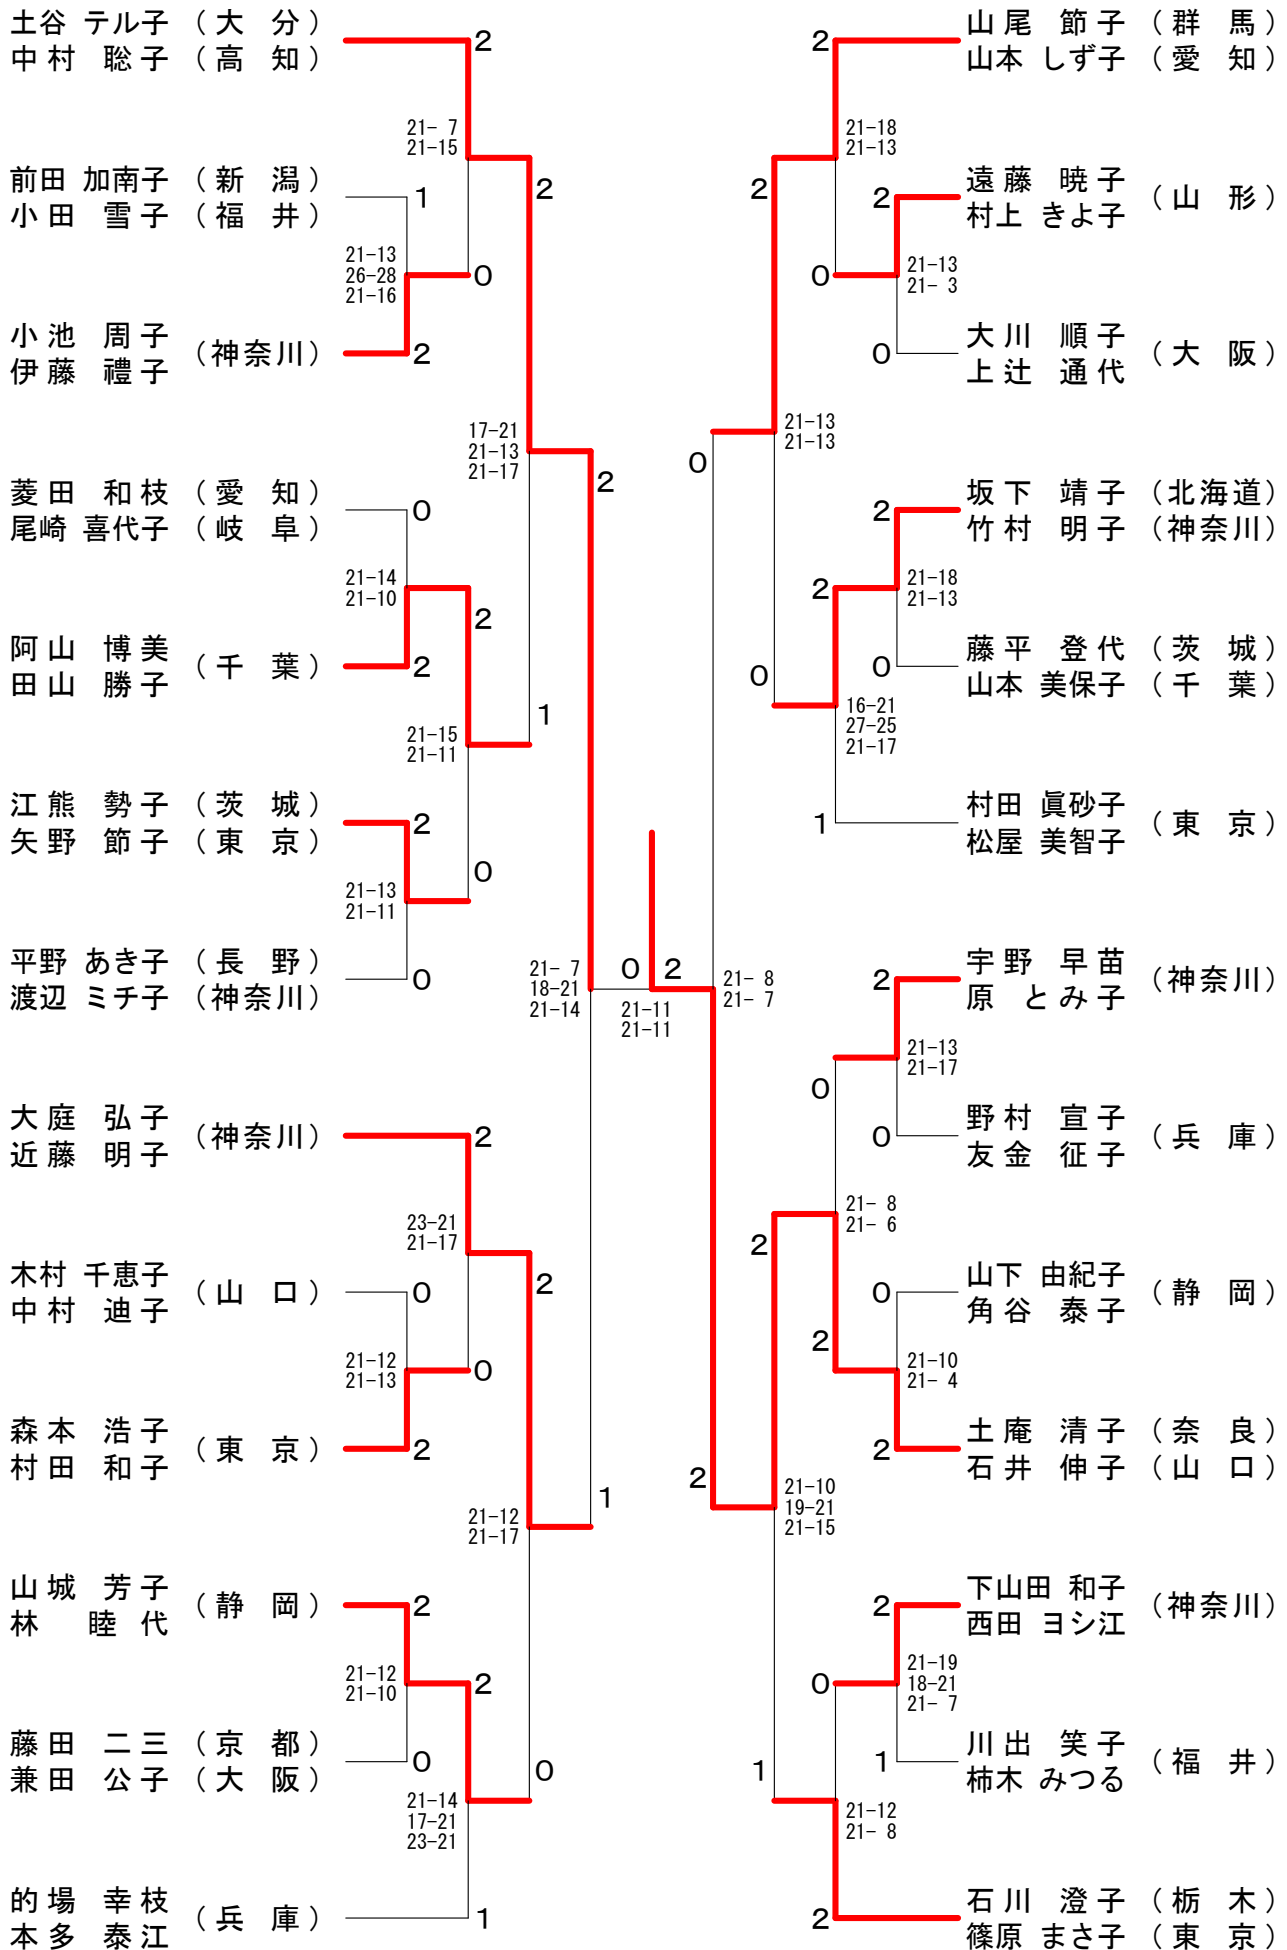 土谷 テル子 (大 分)
中村 聡子 (高 知)
2
21- 7
21-15
前田 加南子 (新 潟)
小田 雪子 (福 井)
1
2
21-13
26-28
21-16
0
小池 周子
伊藤 禮子
(神奈川)
2
17-21
21-13
21-17
2
菱田 和枝 (愛 知)
尾崎 喜代子 (岐 阜)
0
21-14
21-10
2
阿山 博美
田山 勝子
(千 葉)
2
21-15
21-11
1
江熊 勢子 (茨 城)
矢野 節子 (東 京)
2
0
21-13
21-11
平野 あき子 (長 野)
渡辺 ミチ子 (神奈川)
0
21- 7
18-21
21-14
0
2
21-11
21-11
大庭 弘子
近藤 明子
(神奈川)
2
23-21
21-17
木村 千恵子
中村 迪子
(山 口)
0
2
21-12
21-13
0
森本 浩子
村田 和子
(東 京)
2
21-12
21-17
1
山城 芳子
林 睦代
(静 岡)
2
21-12
21-10
2
藤田 二三 (京 都)
兼田 公子 (大 阪)
0
0
21-14
17-21
23-21
的場 幸枝
本多 泰江
(兵 庫)
1
2
山尾 節子 (群 馬)
山本 しず子 (愛 知)
21-18
21-13
2
2
遠藤 暁子
村上 きよ子
(山 形)
0
21-13
21- 3
0
大川 順子
上辻 通代
(大 阪)
21-13
21-13
0
2
坂下 靖子 (北海道)
竹村 明子 (神奈川)
2
21-18
21-13
0
0
藤平 登代 (茨 城)
山本 美保子 (千 葉)
16-21
27-25
21-17
1
村田 眞砂子
松屋 美智子
(東 京)
21- 8
21- 7
2
宇野 早苗
原 とみ子
(神奈川)
0
21-13
21-17
0
野村 宣子
友金 征子
(兵 庫)
21- 8
21- 6
2
0
山下 由紀子
角谷 泰子
(静 岡)
2
21-10
21- 4
2
土庵 清子 (奈 良)
石井 伸子 (山 口)
2
21-10
19-21
21-15
2
下山田 和子
西田 ヨシ江
(神奈川)
0
21-19
18-21
21- 7
1
1
川出 笑子
柿木 みつる
(福 井)
21-12
21- 8
2
石川 澄子 (栃 木)
篠原 まさ子 (東 京)